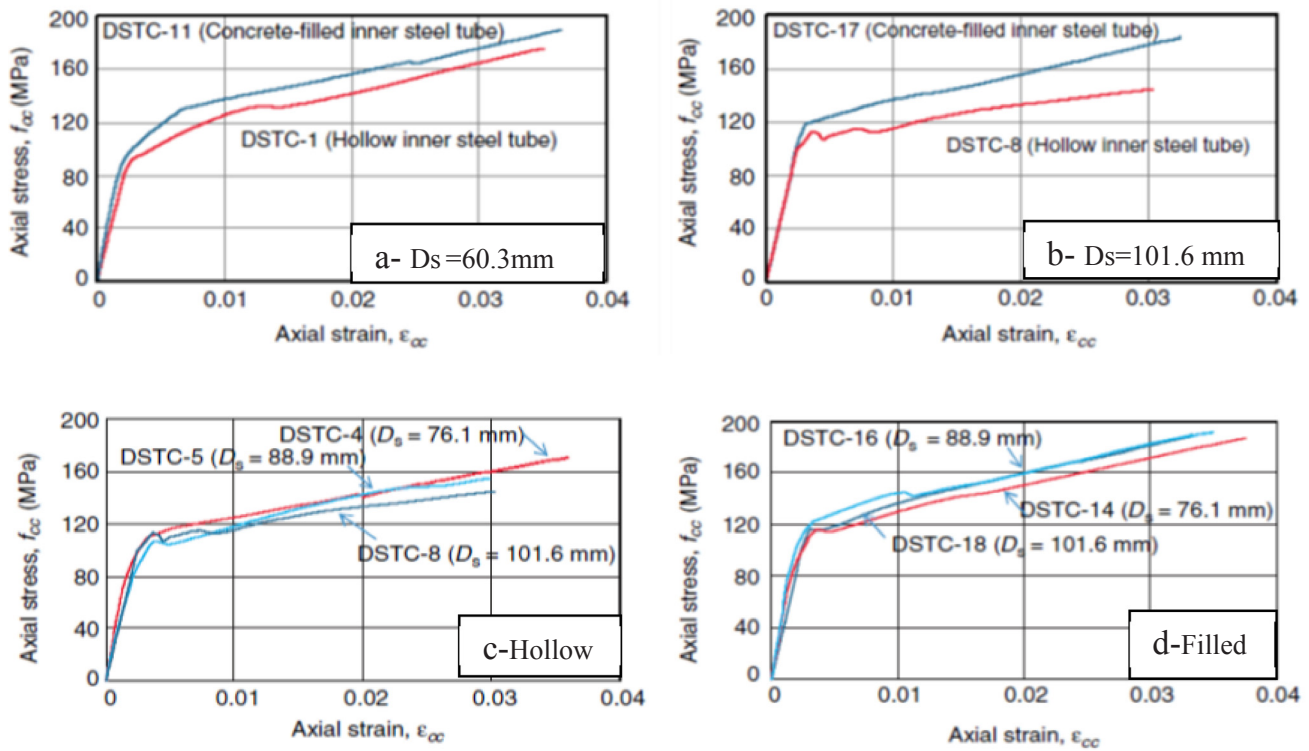 200
160
120
80
40
0
Axial stress, fcc (MPa)
DSTC-11 (Concrete-filled inner steel tube)
DSTC-1 (Hollow inner steel tube)
a- Ds =60.3mm
0 0.01 0.02 0.03 0.04
Axial strain, εcc
200
160
120
80
40
0
Axial stress, fcc (MPa)
DSTC-17 (Concrete-filled inner steel tube)
DSTC-8 (Hollow inner steel tube)
b- Ds=101.6 mm
0 0.01 0.02 0.03 0.04
Axial strain, εcc
200
160
120
80
40
0
Axial stress, fcc (MPa)
DSTC-4 (Ds = 76.1 mm)
DSTC-5 (Ds = 88.9 mm)
DSTC-8 (Ds = 101.6 mm)
c-Hollow
0 0.01 0.02 0.03 0.04
Axial strain, εcc
200
160
120
80
40
0
Axial stress, fcc (MPa)
DSTC-16 (Ds = 88.9 mm)
DSTC-14 (Ds = 76.1 mm)
DSTC-18 (Ds = 101.6 mm)
d-Filled
0 0.01 0.02 0.03 0.04
Axial strain, εcc